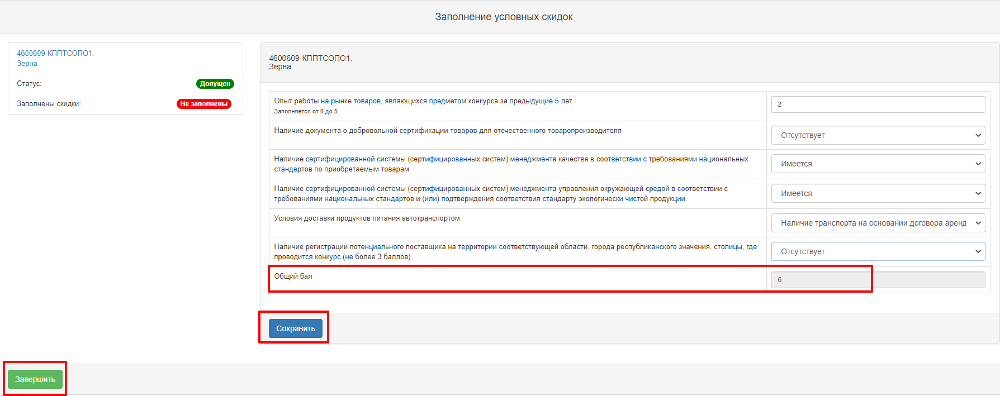 Заполнение условных скидок
4600609-КППТСОПО1.
Зерна
Статус:
Допущен
Заполнены скидки:
Не заполнены
4600609-КППТСОПО1.
Зерна
Опыт работы на рынке товаров, являющихся предметом конкурса за предыдущие 5 лет
Заполняется от 0 до 5
2
Наличие документа о добровольной сертификации товаров для отечественного товаропроизводителя
Отсутствует
Наличие сертифицированной системы (сертифицированных систем) менеджмента качества в соответствии с требованиями национальных
стандартов по приобретаемым товарам
Имеется
Наличие сертифицированной системы (сертифицированных систем) менеджмента управления окружающей средой в соответствии с
требованиями национальных стандартов и (или) подтверждения соответствия стандарту экологически чистой продукции
Имеется
Условия доставки продуктов питания автотранспортом
Наличие транспорта на основании договора аренд
Наличие регистрации потенциального поставщика на территории соответствующей области, города республиканского значения, столицы, где
проводится конкурс (не более 3 баллов)
Отсутствует
Общий бал
6
Сохранить
Завершить